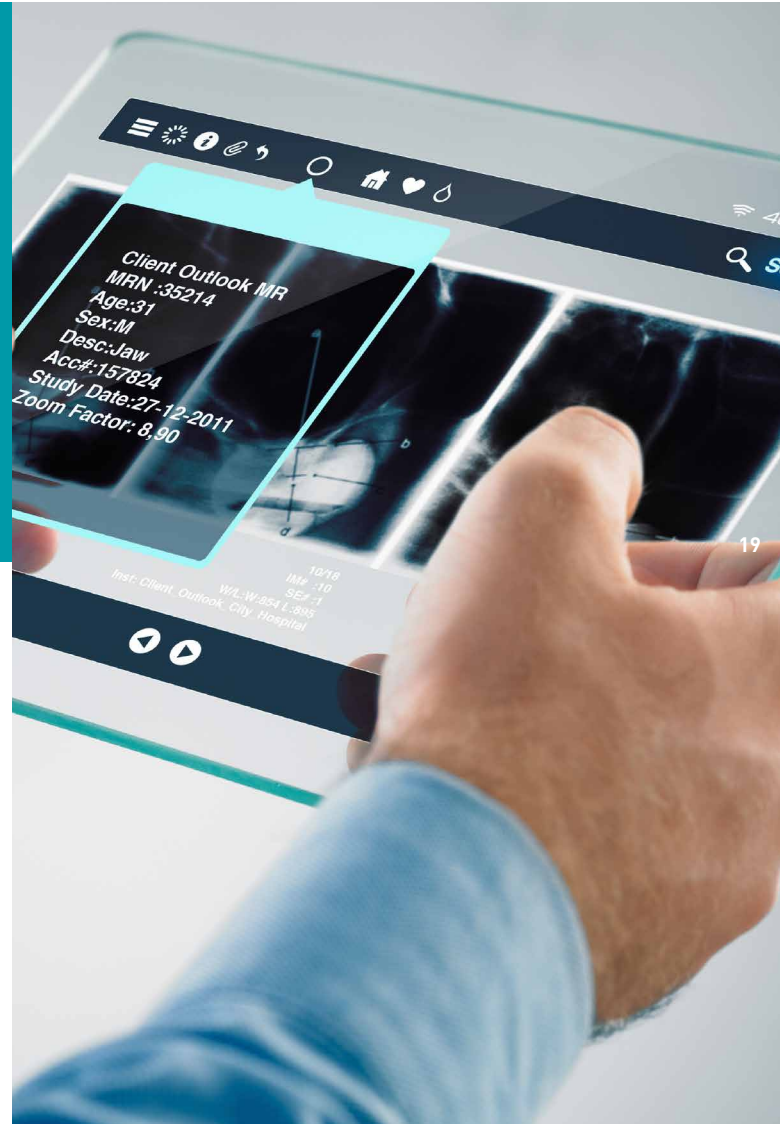 Client Outlook MR
MRN :35214
Age:31
Sex:M
Desc:Jaw
Acc#:157824
Study Date:27-12-2011
Zoom Factor: 8,90
19
10/18
IM# :10
SE# :1
W/L:W:854 L:895
Inst: Client_Outlook_City_Hospital